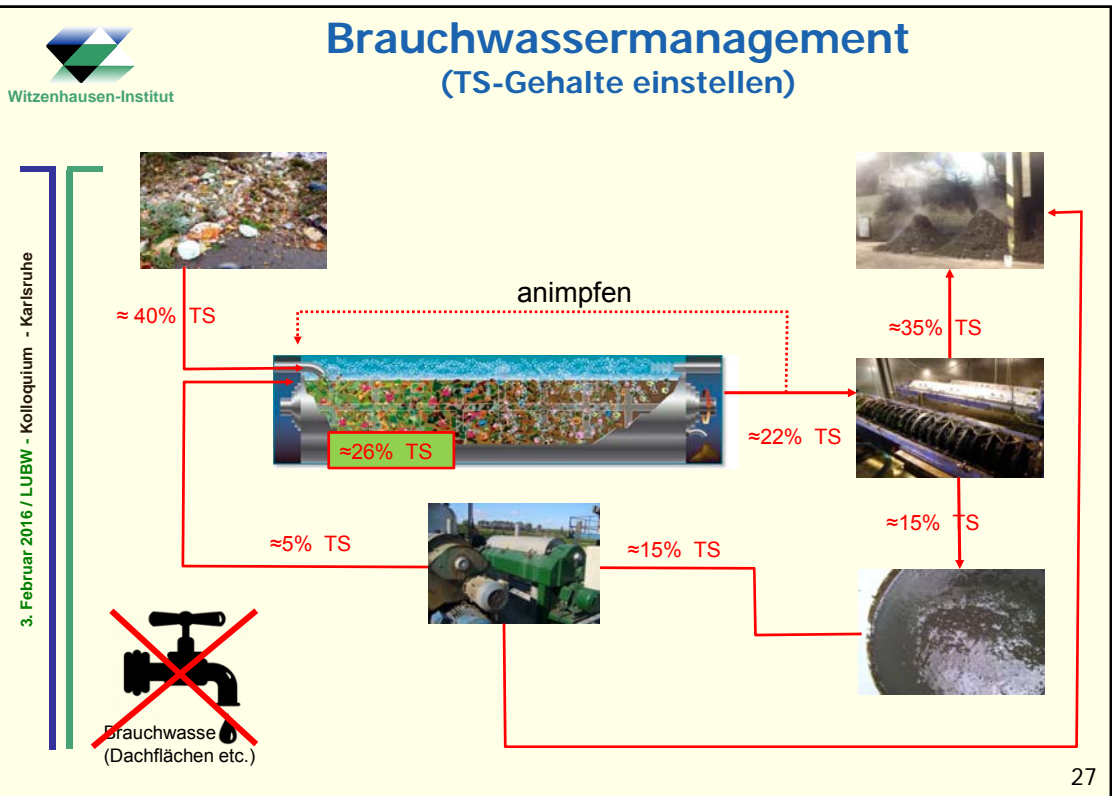 Brauchwassermanagement
(TS-Gehalte einstellen)
Witzenhausen-Institut
3. Februar 2016 / LUBW - Kolloquium - Karlsruhe
animpfen
≈ 40% TS
≈35% TS
≈26% TS
≈22% TS
≈15% TS
≈5% TS
≈15% TS
Brauchwasse
(Dachflächen etc.)
27